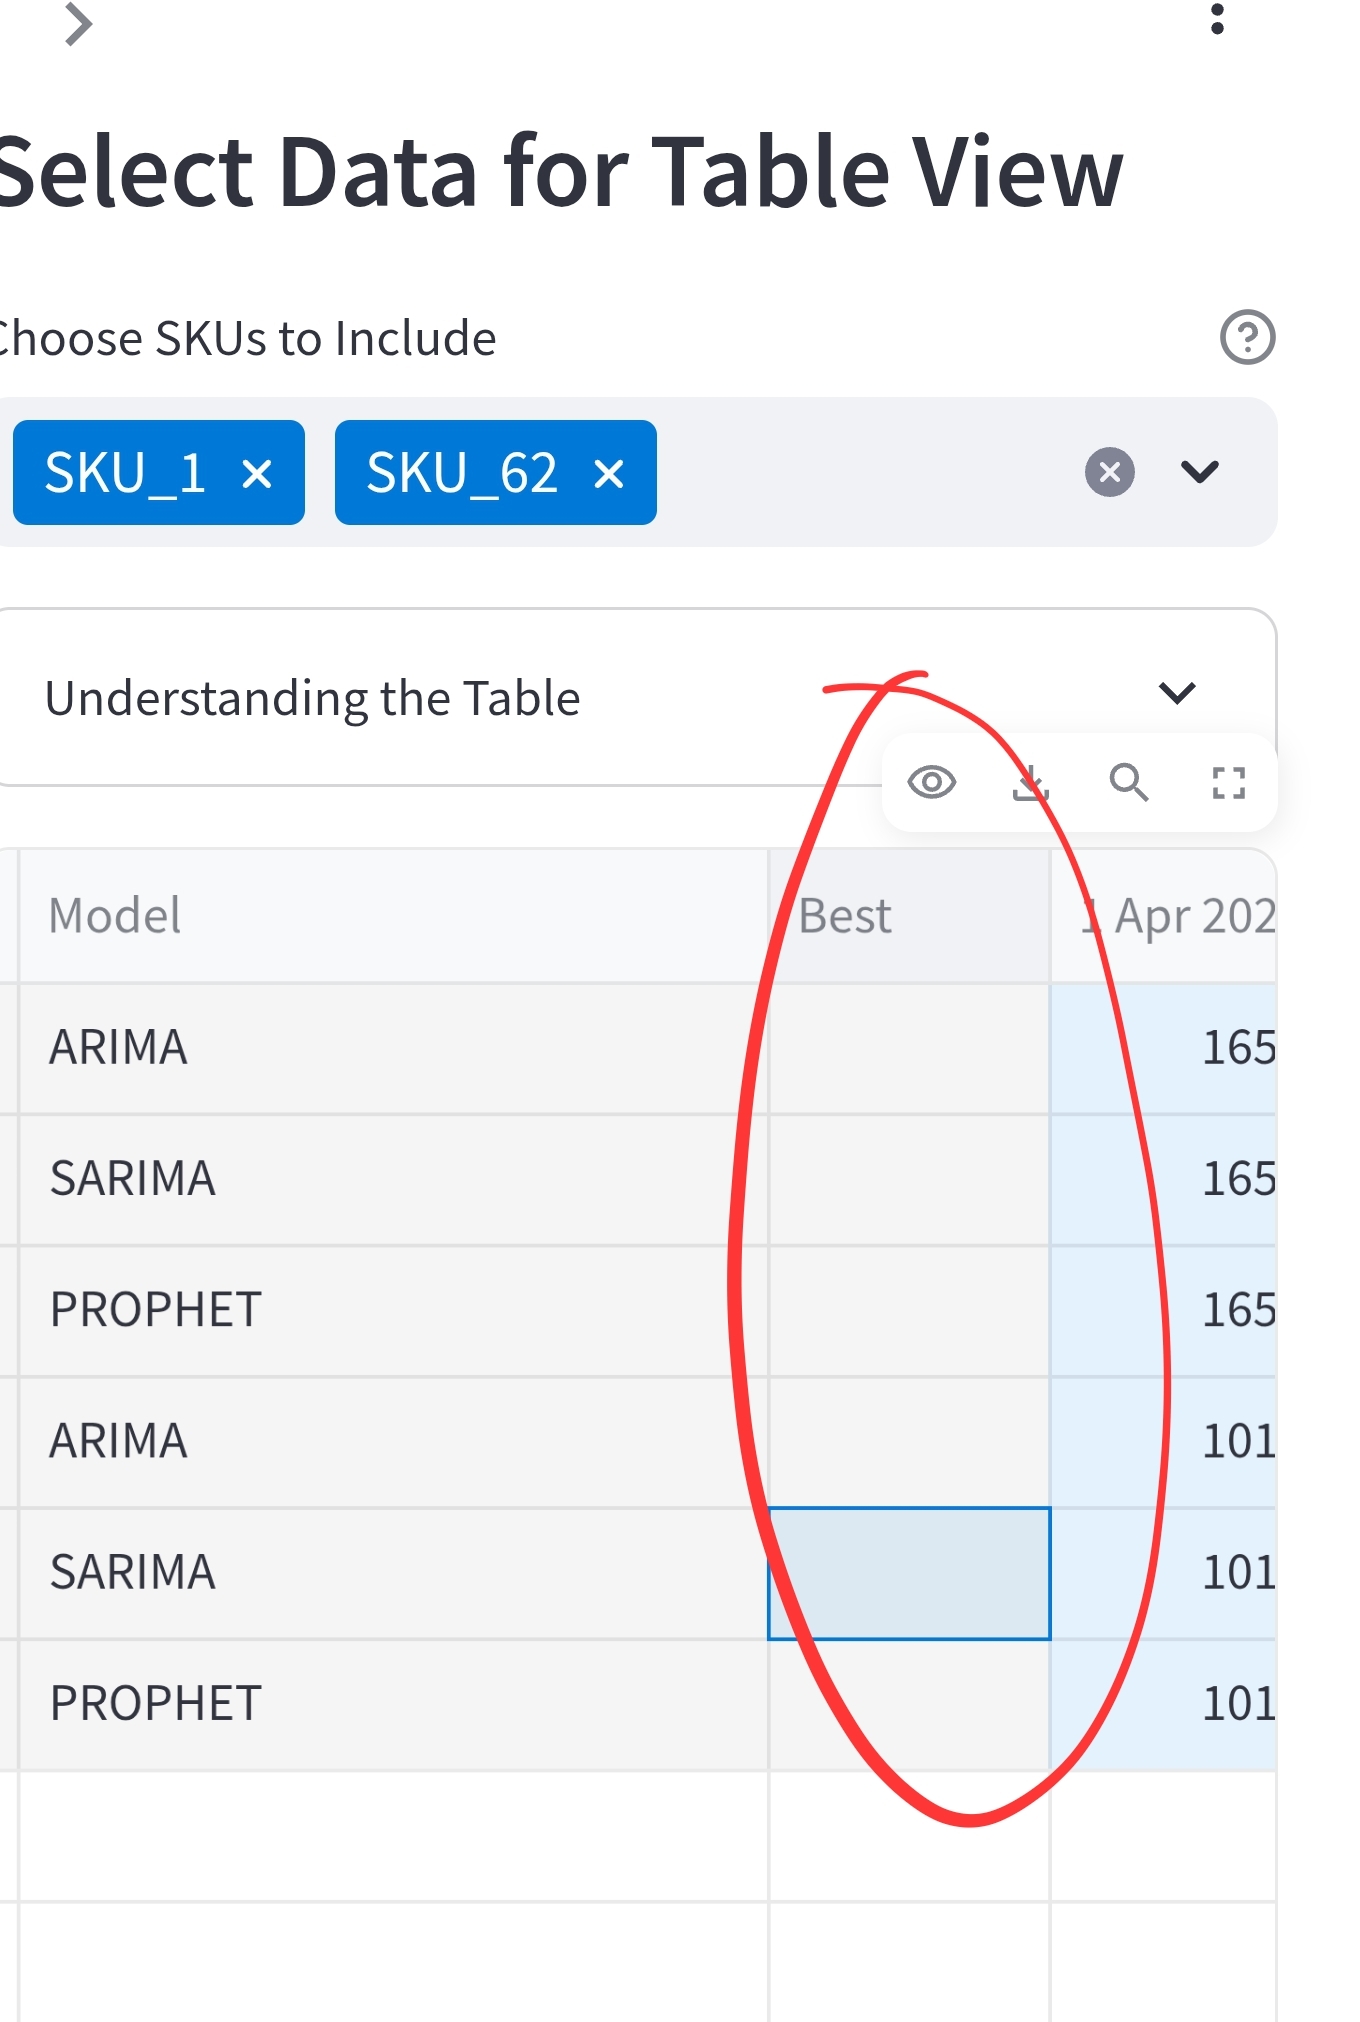 Select Data for Table View
Choose SKUs to Include
SKU_1 SKU_62
Understanding the Table
Model Best 1 Apr 202
ARIMA 165
SARIMA 165
PROPHET 165
ARIMA 101
SARIMA 101
PROPHET 101